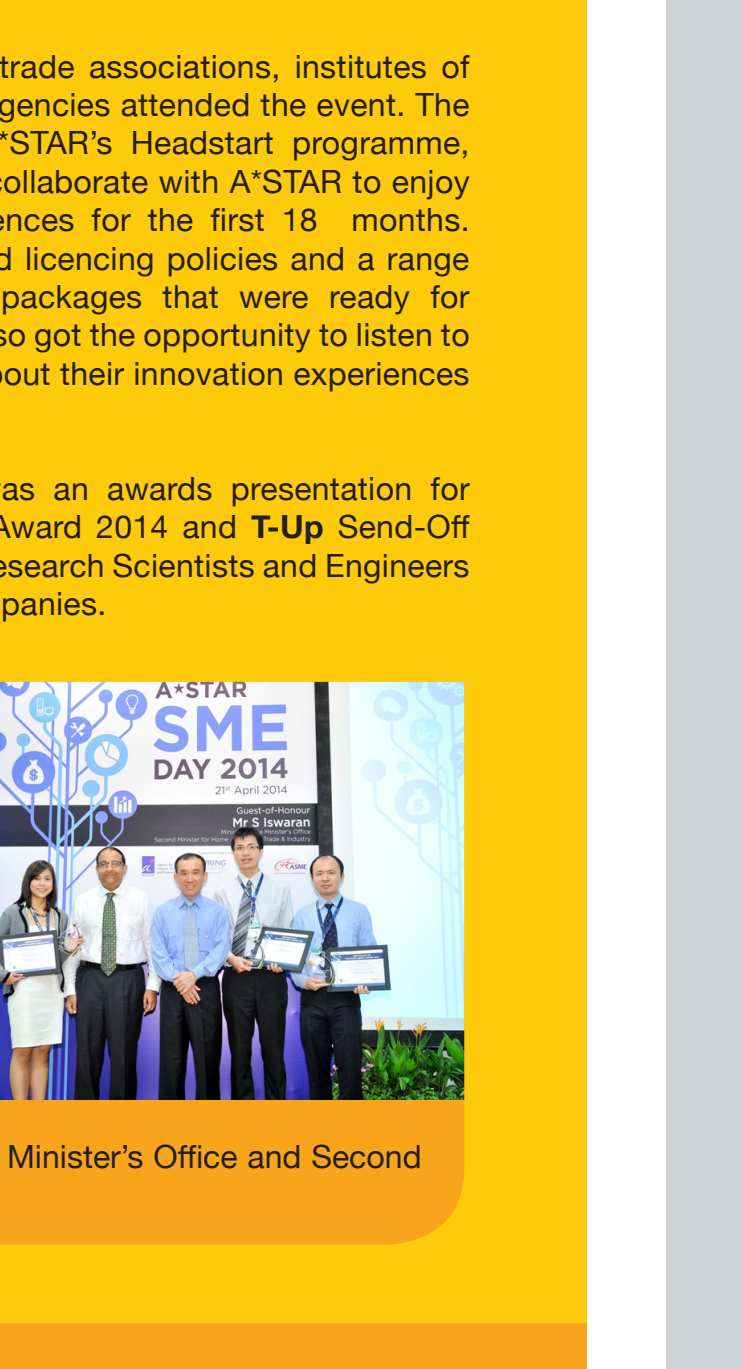 trade associations, institutes of
gencies attended the event. The
*STAR’s Headstart programme,
collaborate with A*STAR to enjoy
ences for the first 18 months.
d licencing policies and a range
packages that were ready for
so got the opportunity to listen to
bout their innovation experiences
as an awards presentation for
Award 2014 and T-Up Send-Off
esearch Scientists and Engineers
panies.
A*STAR
SME
DAY 2014
21st April 2014
Guest-of-Honour
Mr S Iswaran
Minister's Office
Second Minister for Home Trade & Industry
ASME
Minister’s Office and Second